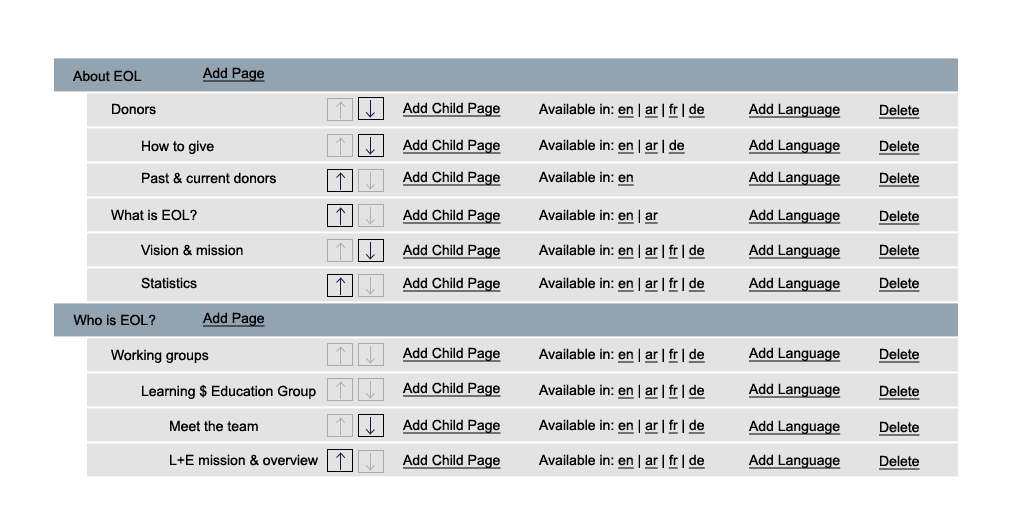 About EOL Add Page
Donors ↑ ↓ Add Child Page Available in: en | ar | fr | de Add Language Delete
How to give ↑ ↓ Add Child Page Available in: en | ar | de Add Language Delete
Past & current donors ↑ ↓ Add Child Page Available in: en Add Language Delete
What is EOL? ↑ ↓ Add Child Page Available in: en | ar Add Language Delete
Vision & mission ↑ ↓ Add Child Page Available in: en | ar | fr | de Add Language Delete
Statistics ↑ ↓ Add Child Page Available in: en | ar | fr | de Add Language Delete
Who is EOL? Add Page
Working groups ↑ ↓ Add Child Page Available in: en | ar | fr | de Add Language Delete
Learning $ Education Group ↑ ↓ Add Child Page Available in: en | ar | fr | de Add Language Delete
Meet the team ↑ ↓ Add Child Page Available in: en | ar | fr | de Add Language Delete
L+E mission & overview ↑ ↓ Add Child Page Available in: en | ar | fr | de Add Language Delete